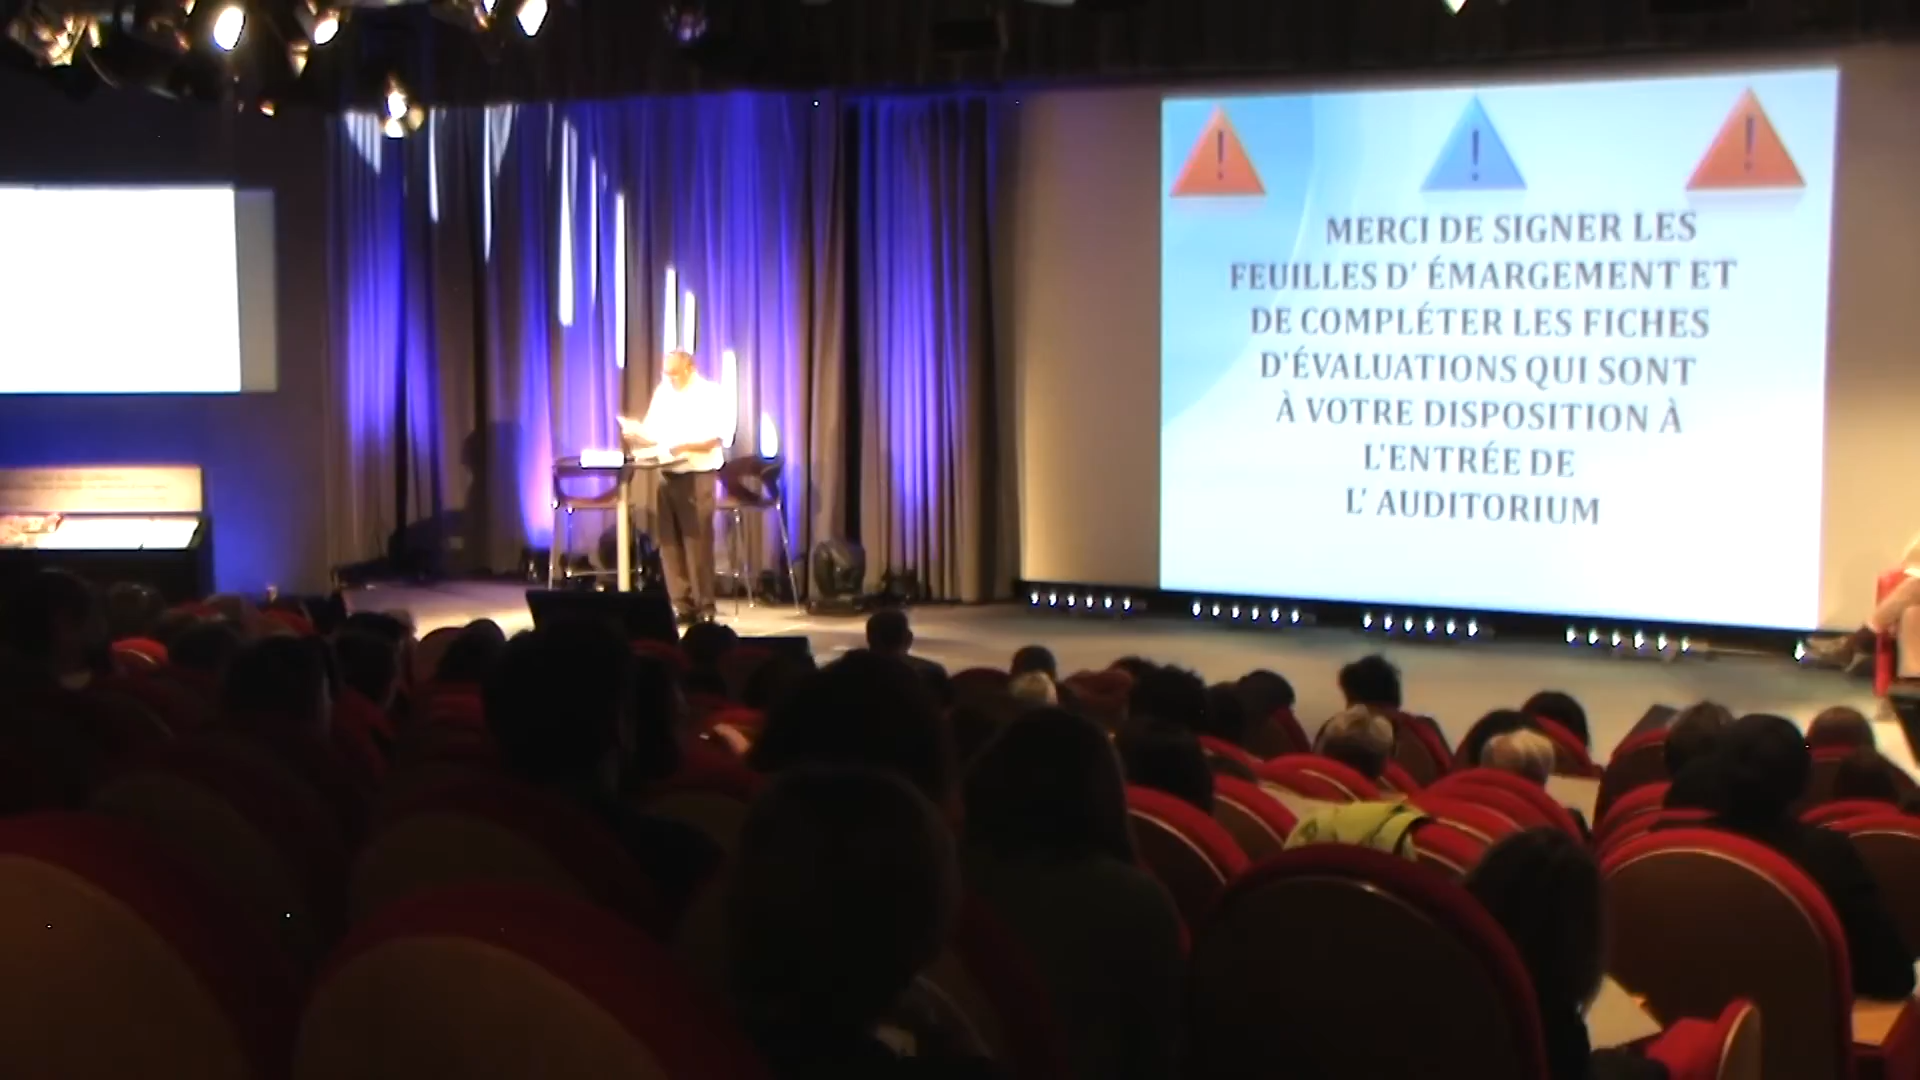 MERCI DE SIGNER LES
FEUILLES D' ÉMARGEMENT ET
DE COMPLÉTER LES FICHES
D'ÉVALUATIONS QUI SONT
À VOTRE DISPOSITION À
L'ENTRÉE DE
L' AUDITORIUM